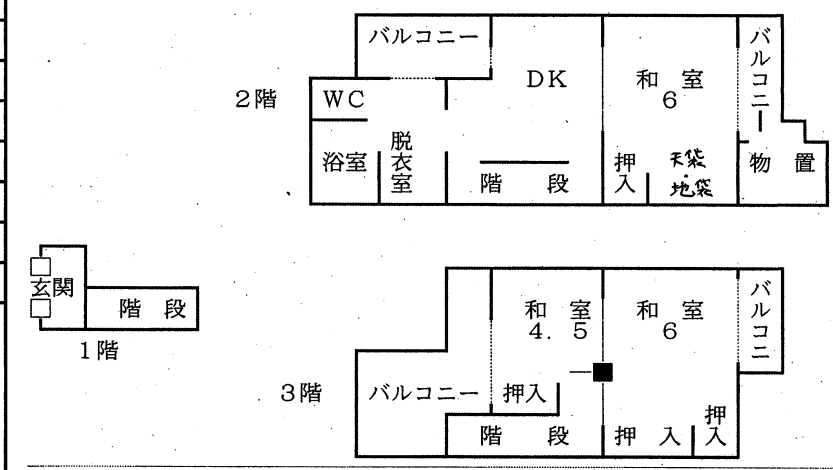 2階
バルコニー
WC
浴室
脱衣室
DK
階 段
和 室
6
押入
天袋・地袋
バルコニ
物 置
玄関
階 段
1階
3階
バルコニー
和 室
4.5
押入
階 段
和 室
6
押 入
押入
バルコニ